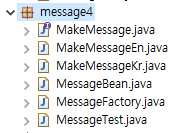 message4
MakeMessage.java
MakeMessageEn.java
MakeMessageKr.java
MessageBean.java
MessageFactory.java
MessageTest.java